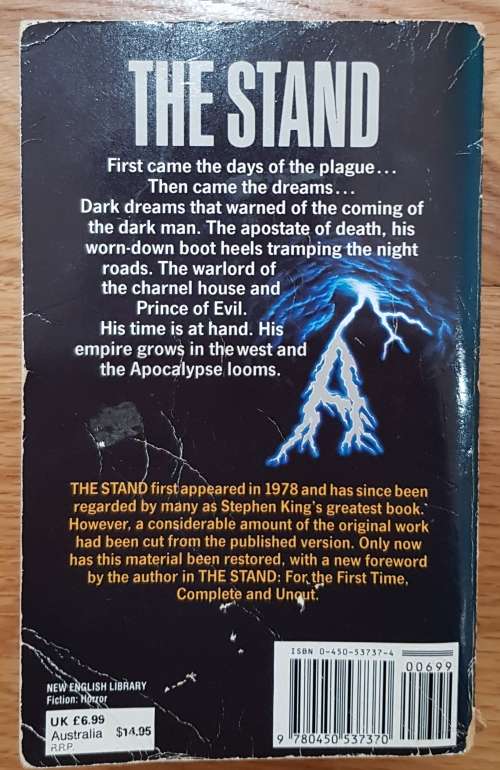 THE STAND
First came the days of the plague...
Then came the dreams...
Dark dreams that warned of the coming of
the dark man. The apostate of death, his
worn-down boot heels tramping the night
roads. The warlord of
the charnel house and
Prince of Evil.
His time is at hand. His
empire grows in the west and
the Apocalypse looms.
THE STAND first appeared in 1978 and has since been
regarded by many as Stephen King's greatest book.
However, a considerable amount of the original work
had been cut from the published version. Only now
has this material been restored, with a new foreword
by the author in THE STAND: For the First Time,
Complete and Uncut.
ISBN 0-450-53737-4
00699
9 780450 537370
NEW ENGLISH LIBRARY
Fiction: Horror
UK £6.99
Australia $14.95
R.R.P.